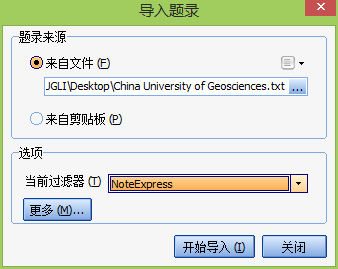 导入题录
题录来源
来自文件 (F)
JGLI\Desktop\China University of Geosciences.txt ...
来自剪贴板 (P)
选项
当前过滤器 (T) NoteExpress
更多 (M)...
开始导入 (I) 关闭